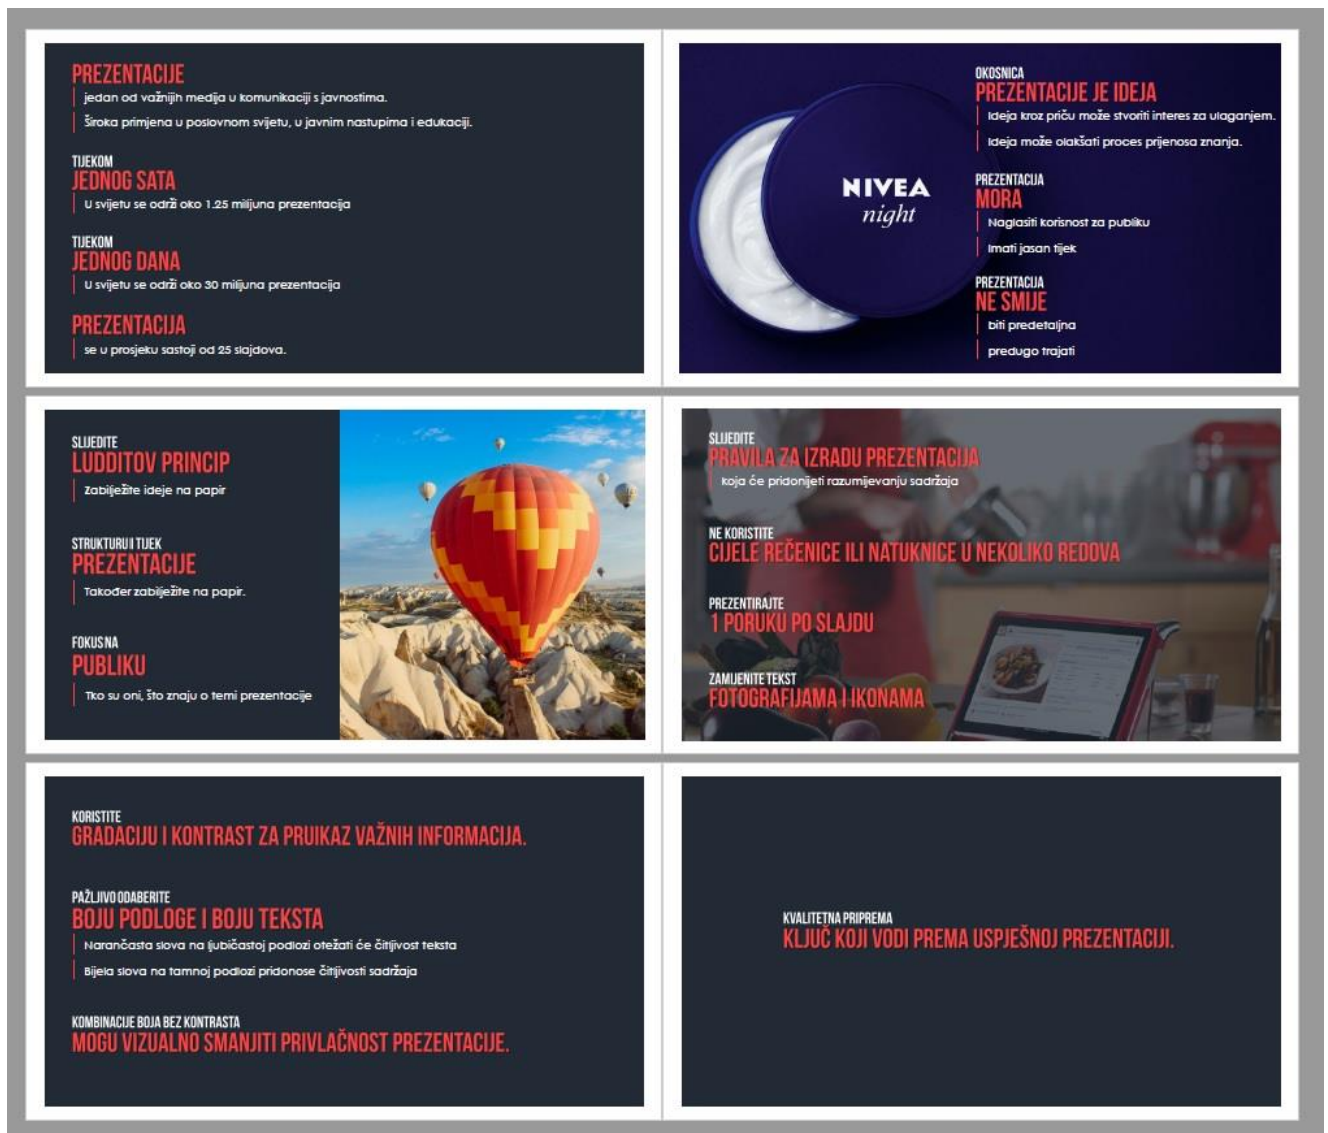 PREZENTACIJE
jedan od važnijih medija u komunikaciji s javnostima.
Široka primjena u poslovnom svijetu, u javnim nastupima i edukaciji.
TIJEKOM
JEDNOG SATA
U svijetu se održi oko 1.25 milijuna prezentacija
TIJEKOM
JEDNOG DANA
U svijetu se održi oko 30 milijuna prezentacija
PREZENTACIJA
se u prosjeku sastoji od 25 slajdova.
NIVEA
night
OKOSNICA
PREZENTACIJE JE IDEJA
Ideja kroz priču može stvoriti interes za ulaganjem.
Ideja može olakšati proces prijenosa znanja.
PREZENTACIJA
MORA
Naglasiti korisnost za publiku
Imati jasan tijek
PREZENTACIJA
NE SMIJE
biti predetaljna
predugo trajati
SLIJEDITE
LUDDITOV PRINCIP
Zabilježite ideje na papir
STRUKTURU I TIJEK
PREZENTACIJE
Također zabilježite na papir.
FOKUS NA
PUBLIKU
Tko su oni, što znaju o temi prezentacije
SLIJEDITE
PRAVILA ZA IZRADU PREZENTACIJA
koja će pridonijeti razumijevanju sadržaja
NE KORISTITE
CIJELE REČENICE ILI NATUKNICE U NEKOLIKO REDOVA
PREZENTIRAJTE
1 PORUKU PO SLAJDU
ZAMIJENITE TEKST
FOTOGRAFIJAMA I IKONAMA
KORISTITE
GRADACIJU I KONTRAST ZA PRUIKAZ VAŽNIH INFORMACIJA.
PAŽLJIVO ODABERITE
BOJU PODLOGE I BOJU TEKSTA
Narančasta slova na ljubičastoj podlozi otežati će čitljivost teksta
Bijela slova na tamnoj podlozi pridonose čitljivosti sadržaja
KOMBINACIJE BOJA BEZ KONTRASTA
MOGU VIZUALNO SMANJITI PRIVLAČNOST PREZENTACIJE.
KVALITETNA PRIPREMA
KLJUČ KOJI VODI PREMA USPJEŠNOJ PREZENTACIJI.